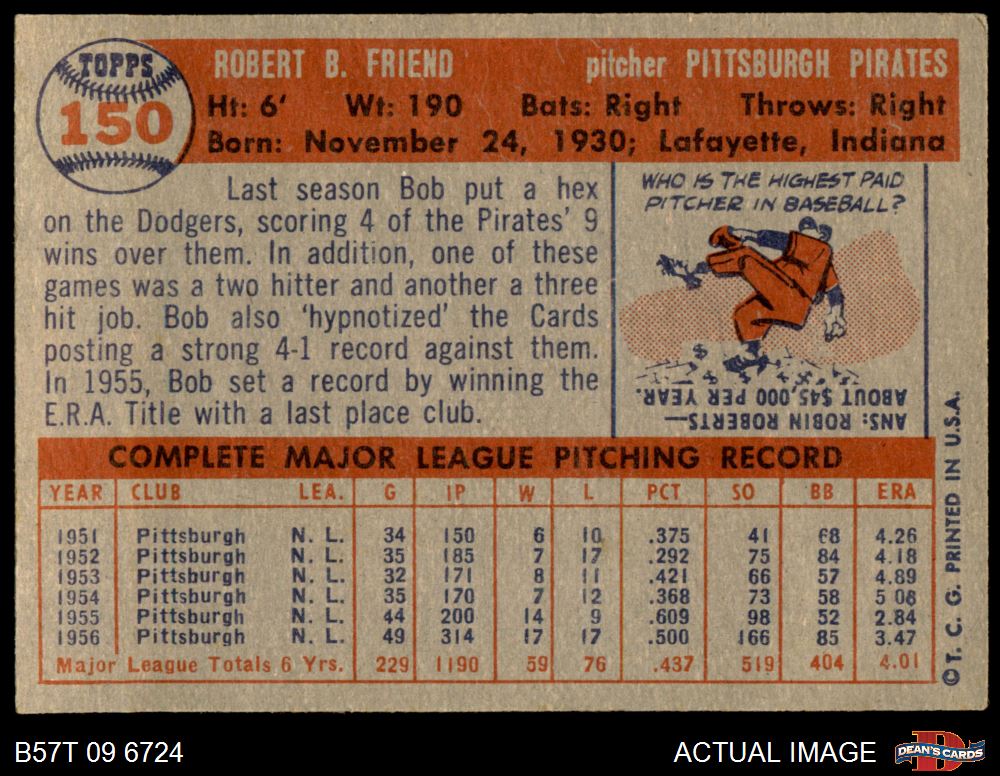 TOPPS
150
ROBERT B. FRIEND pitcher PITTSBURGH PIRATES
Ht: 6' Wt: 190 Bats: Right Throws: Right
Born: November 24, 1930; Lafayette, Indiana
Last season Bob put a hex
on the Dodgers, scoring 4 of the Pirates' 9
wins over them. In addition, one of these
games was a two hitter and another a three
hit job. Bob also 'hypnotized' the Cards
posting a strong 4-1 record against them.
In 1955, Bob set a record by winning the
E.R.A. Title with a last place club.
WHO IS THE HIGHEST PAID
PITCHER IN BASEBALL?
ANS: ROBIN ROBERTS—
ABOUT $45,000 PER YEAR.
COMPLETE MAJOR LEAGUE PITCHING RECORD
YEAR CLUB LEA. G IP W L PCT SO BB ERA
1951 Pittsburgh N. L. 34 150 6 10 .375 41 68 4.26
1952 Pittsburgh N. L. 35 185 7 17 .292 75 84 4.18
1953 Pittsburgh N. L. 32 171 8 11 .421 66 57 4.89
1954 Pittsburgh N. L. 35 170 7 12 .368 73 58 5.08
1955 Pittsburgh N. L. 44 200 14 9 .609 98 52 2.84
1956 Pittsburgh N. L. 49 314 17 17 .500 166 85 3.47
Major League Totals 6 Yrs. 229 1190 59 76 .437 519 404 4.01
© T. C. G. PRINTED IN U.S.A.
B57T 09 6724
ACTUAL IMAGE
DEAN'S CARDS